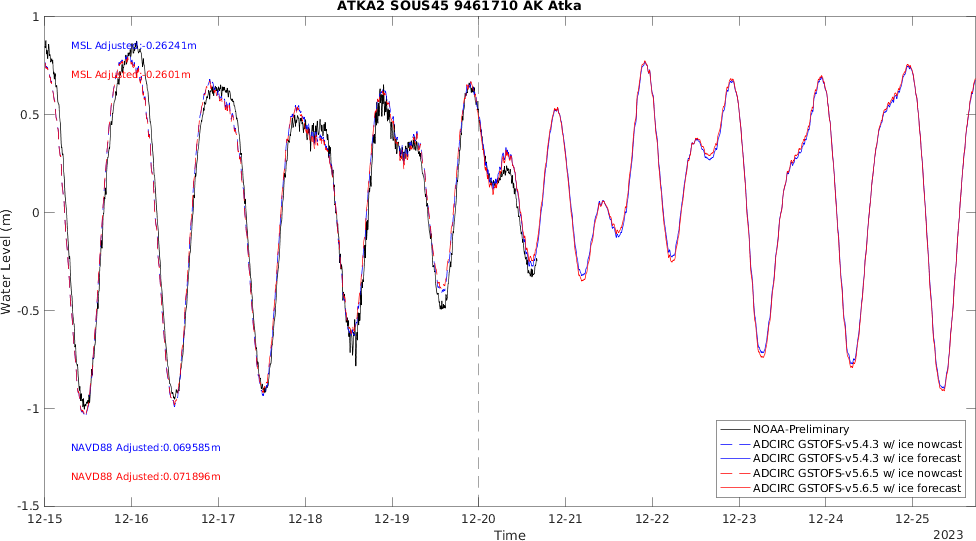 ATKA2 SOUS45 9461710 AK Atka
1
MSL Adjusted:-0.26241m
MSL Adjusted:-0.2601m
0.5
0
-0.5
-1
-1.5
Water Level (m)
NAVD88 Adjusted:0.069585m
NAVD88 Adjusted:0.071896m
NOAA-Preliminary
ADCIRC GSTOFS-v5.4.3 w/ ice nowcast
ADCIRC GSTOFS-v5.4.3 w/ ice forecast
ADCIRC GSTOFS-v5.6.5 w/ ice nowcast
ADCIRC GSTOFS-v5.6.5 w/ ice forecast
12-15 12-16 12-17 12-18 12-19 12-20 12-21 12-22 12-23 12-24 12-25
Time
2023